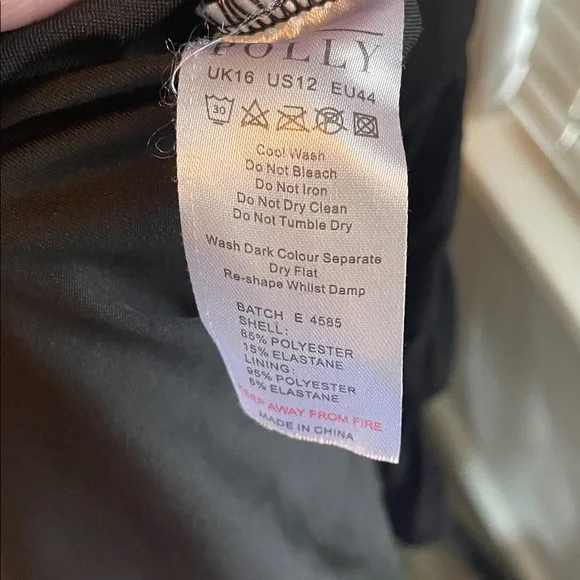 POLLY
UK16 US12 EU44
30
Cool Wash
Do Not Bleach
Do Not Iron
Do Not Dry Clean
Do Not Tumble Dry
Wash Dark Colour Separate
Dry Flat
Re-shape Whilst Damp
BATCH E 4585
SHELL:
85% POLYESTER
15% ELASTANE
LINING:
95% POLYESTER
5% ELASTANE
KEEP AWAY FROM FIRE
MADE IN CHINA